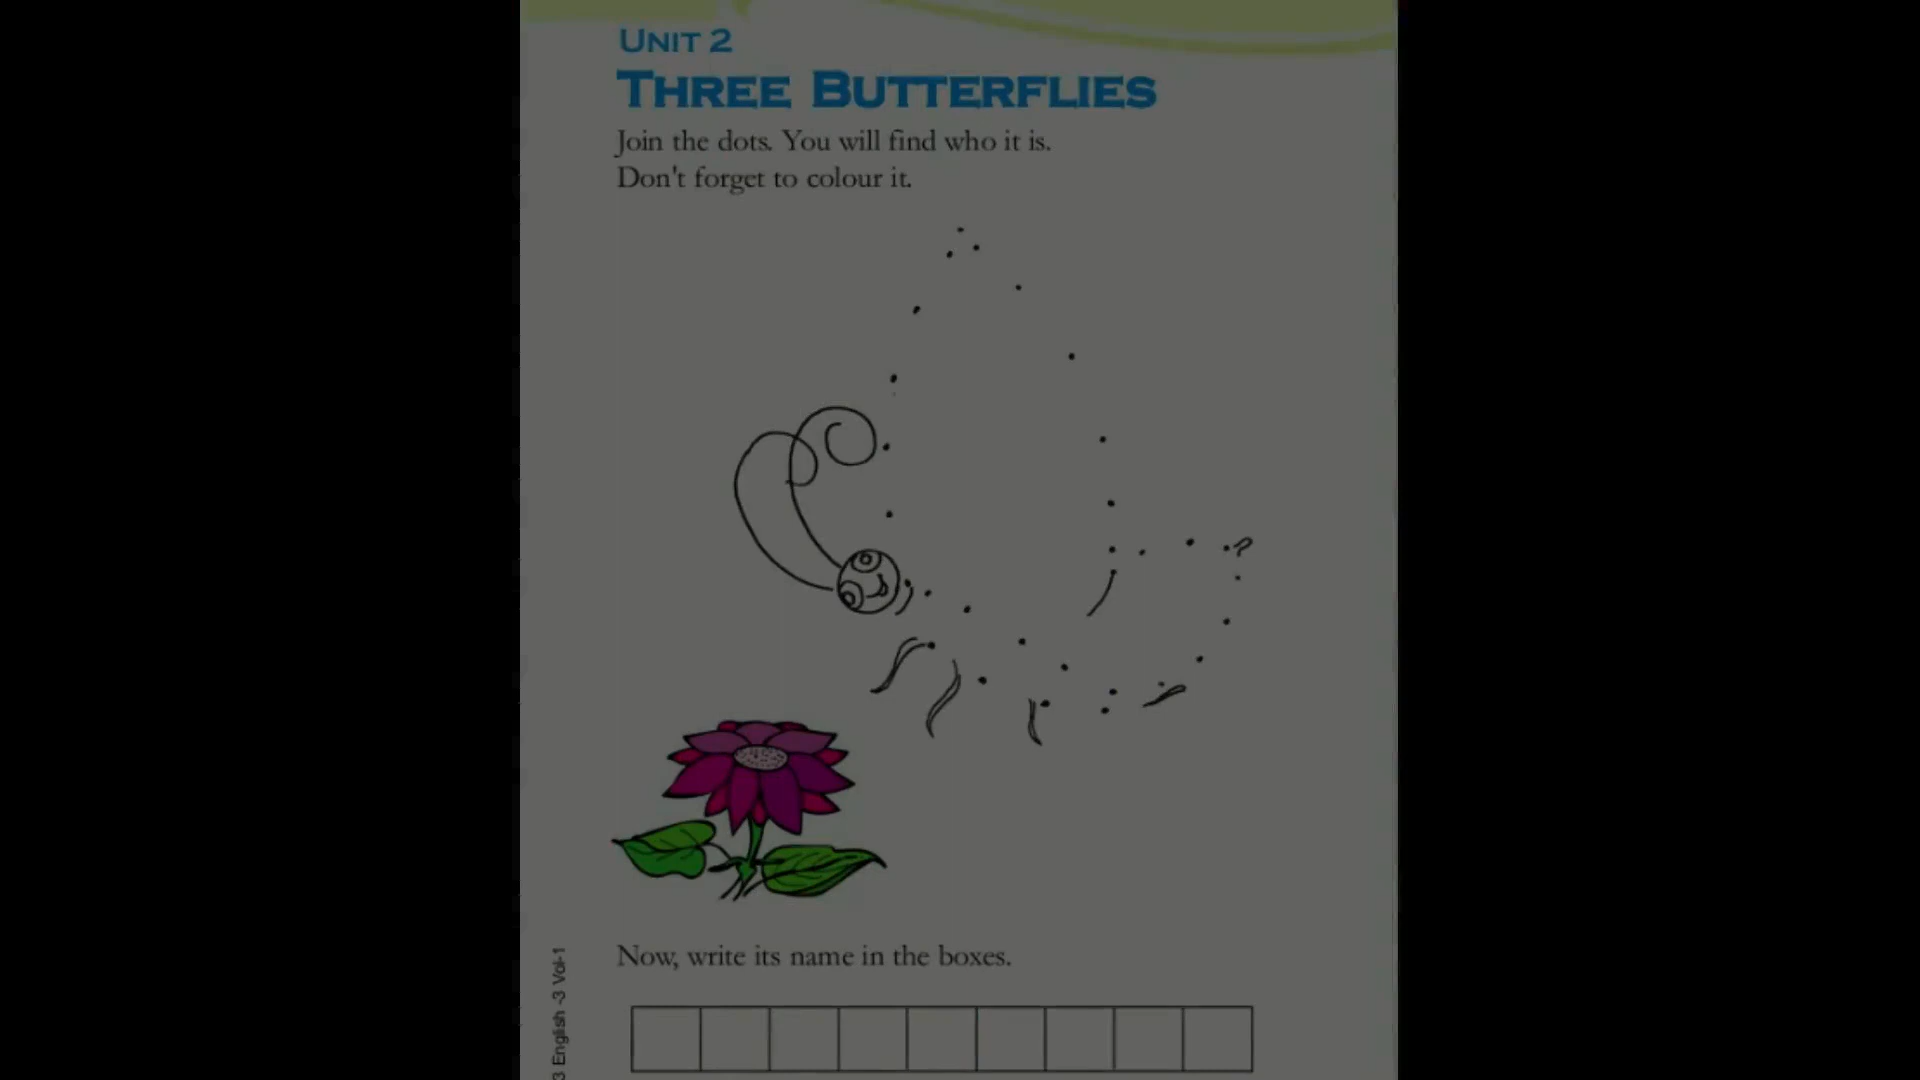 UNIT 2
THREE BUTTERFLIES
Join the dots. You will find who it is.
Don't forget to colour it.
Now, write its name in the boxes.
3 English -3 Vol-1